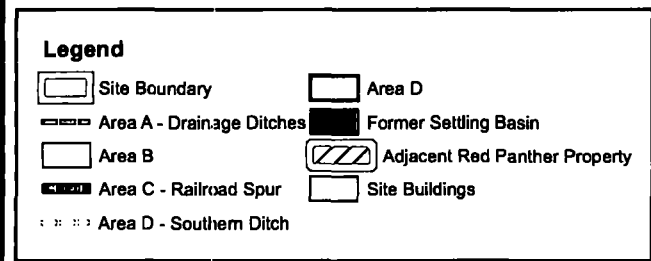 Legend
Site Boundary
Area A - Drainage Ditches
Area B
Area C - Railroad Spur
Area D - Southern Ditch
Area D
Former Settling Basin
Adjacent Red Panther Property
Site Buildings